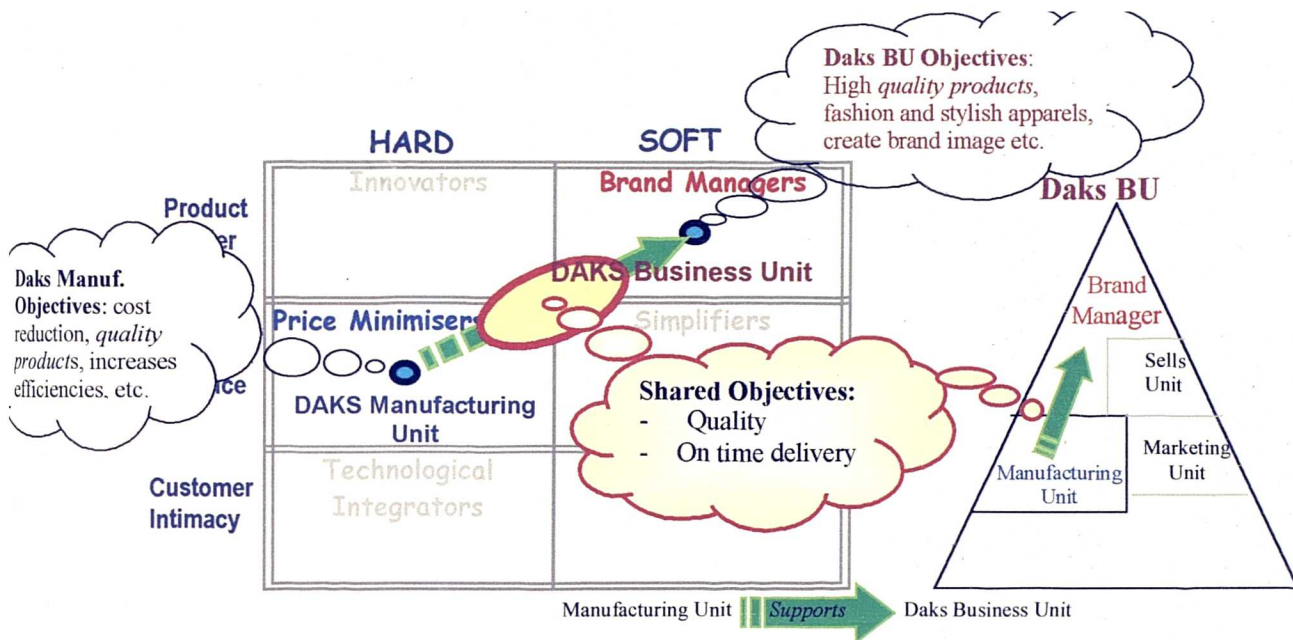 Daks BU Objectives:
High quality products,
fashion and stylish apparels,
create brand image etc.
HARD
SOFT
Innovators
Brand Managers
Daks BU
Product
Daks Manuf.
Objectives: cost
reduction, quality
products, increases
efficiencies, etc.
DAKS Business Unit
Price Minimisers
Simplifiers
DAKS Manufacturing
Unit
Brand
Manager
Sells
Unit
Shared Objectives:
- Quality
- On time delivery
Technological
Integrators
Customer
Intimacy
Manufacturing
Unit
Marketing
Unit
Manufacturing Unit Supports Daks Business Unit